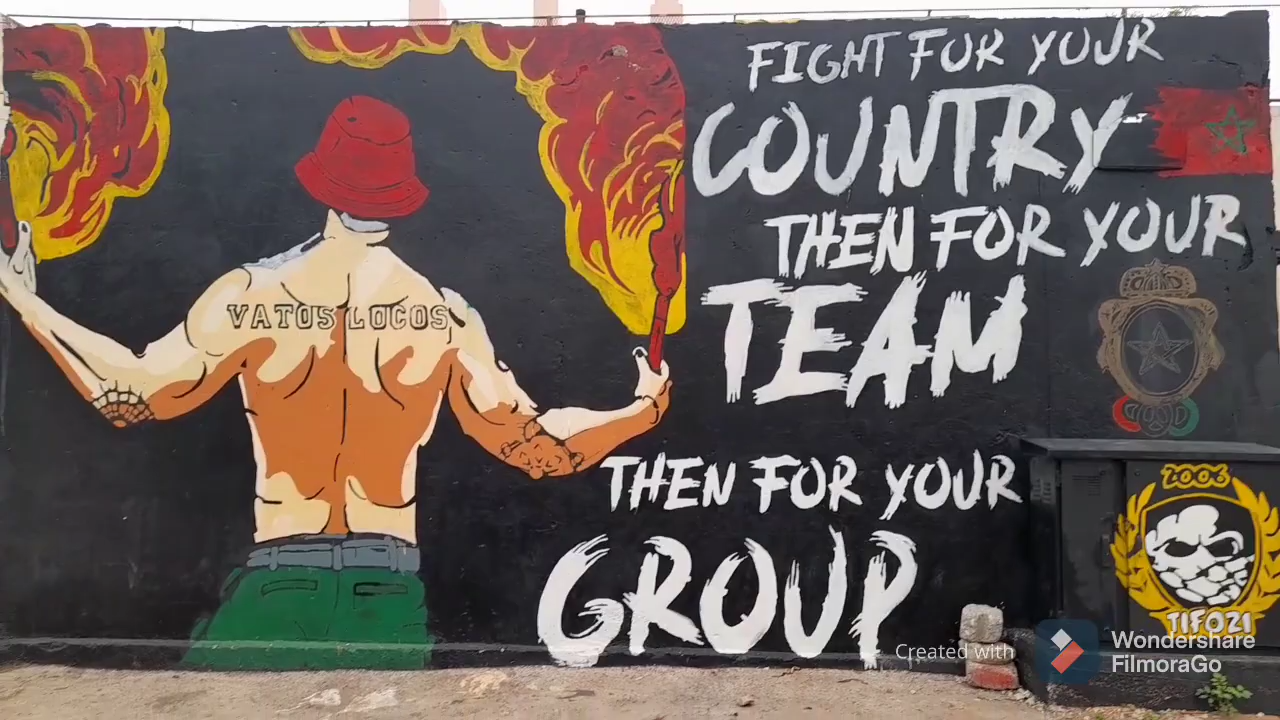 FIGHT FOR YOUR
COUNTRY
THEN FOR YOUR
TEAM
THEN FOR YOUR
GROUP
VATOS LOCOS
2006
TIFOZI
Created with
Wondershare
FilmoraGo